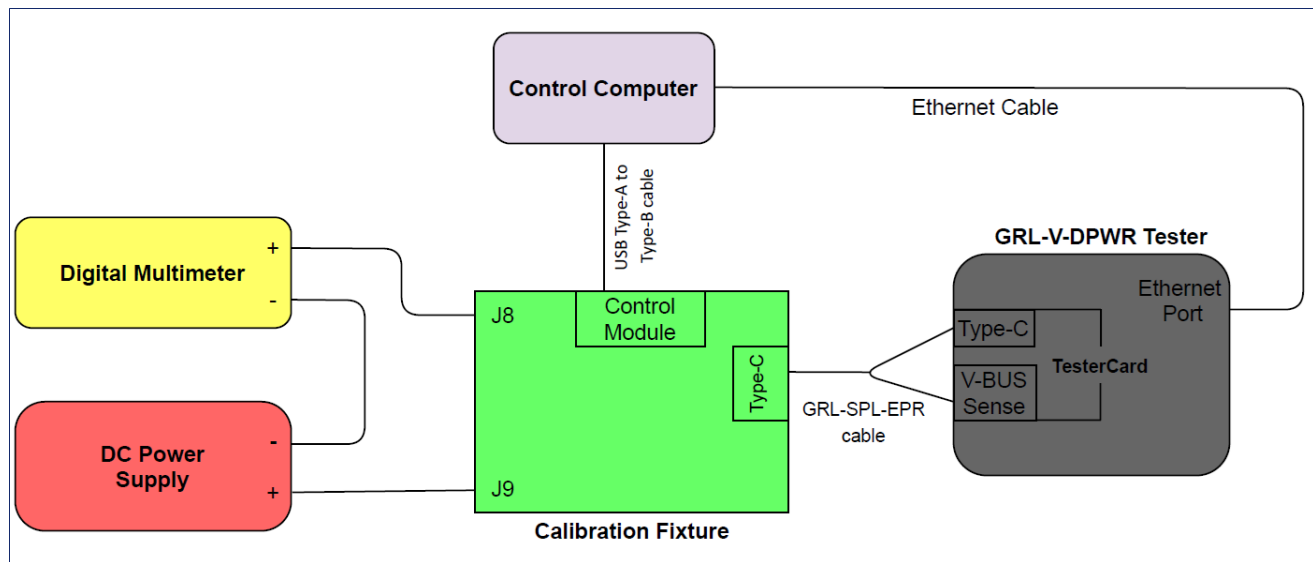 Control Computer
Ethernet Cable
USB Type-A to
Type-B cable
Digital Multimeter
+
-
DC Power
Supply
-
+
J8
Control
Module
Type-C
J9
Calibration Fixture
GRL-SPL-EPR
cable
GRL-V-DPWR Tester
Ethernet
Port
Type-C
V-BUS
Sense
TesterCard